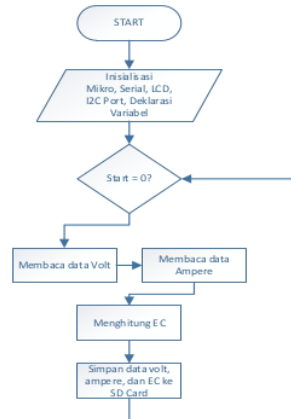 START
Inisialisasi
Mikro, Serial, LCD,
I2C Port, Deklarasi
Variabel
Start = 0?
Membaca data Volt
Membaca data
Ampere
Menghitung EC
Simpan data volt,
ampere, dan EC ke
SD Card